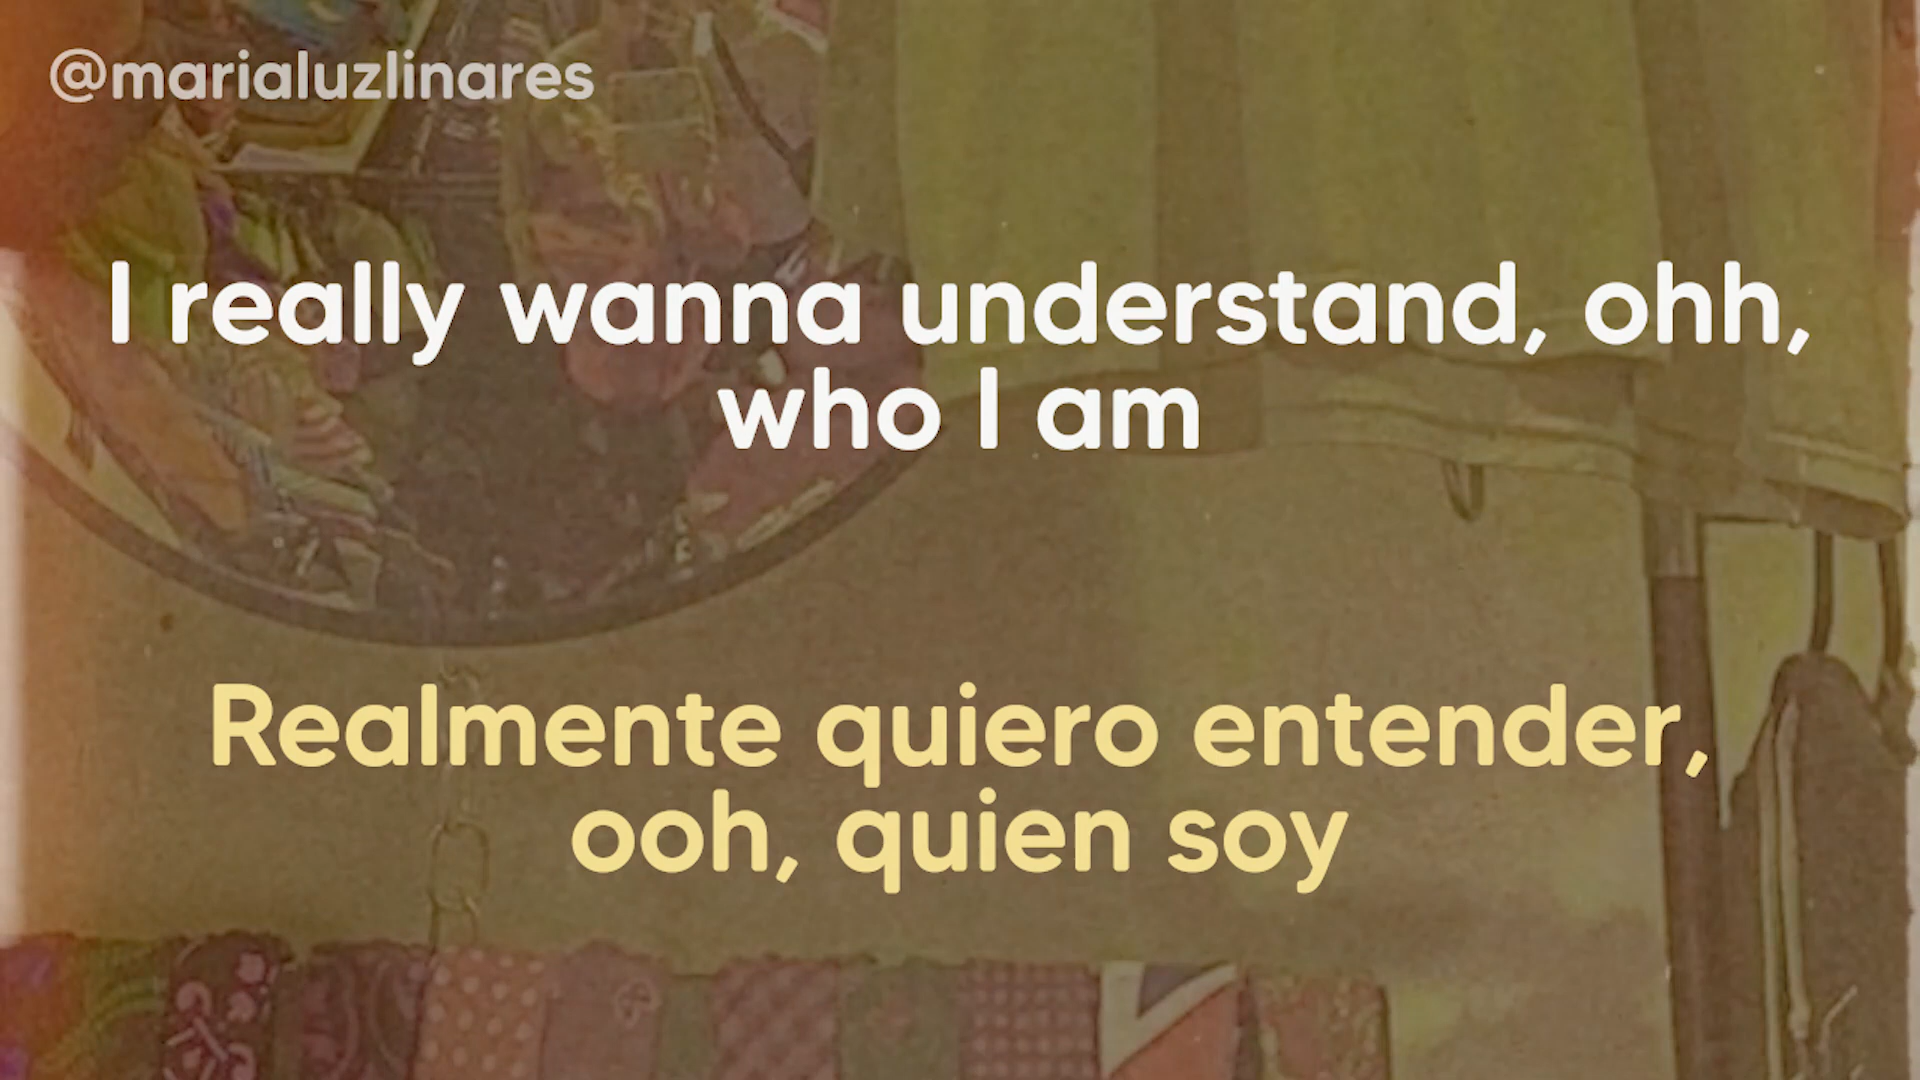 @marialuzlinares
I really wanna understand, ohh,
who I am
Realmente quiero entender,
ooh, quien soy